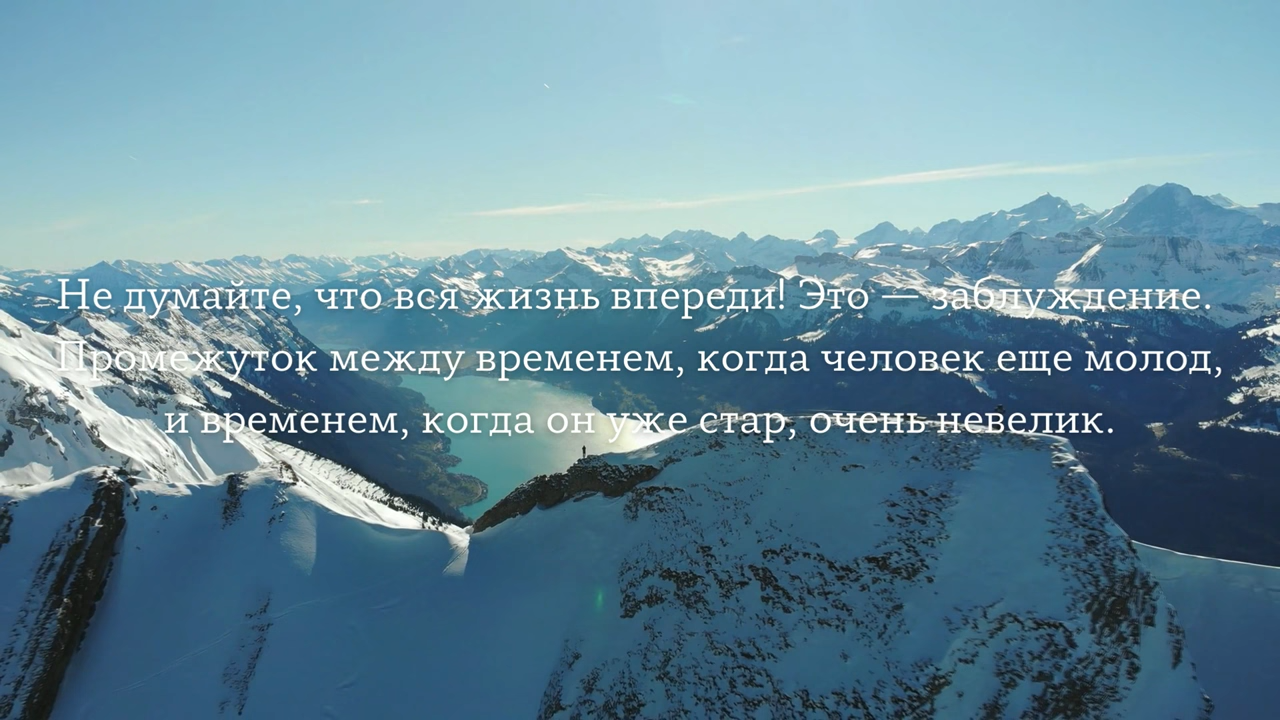 Не думайте, что вся жизнь впереди! Это — заблуждение.
Промежуток между временем, когда человек еще молод,
и временем, когда он уже стар, очень невелик.